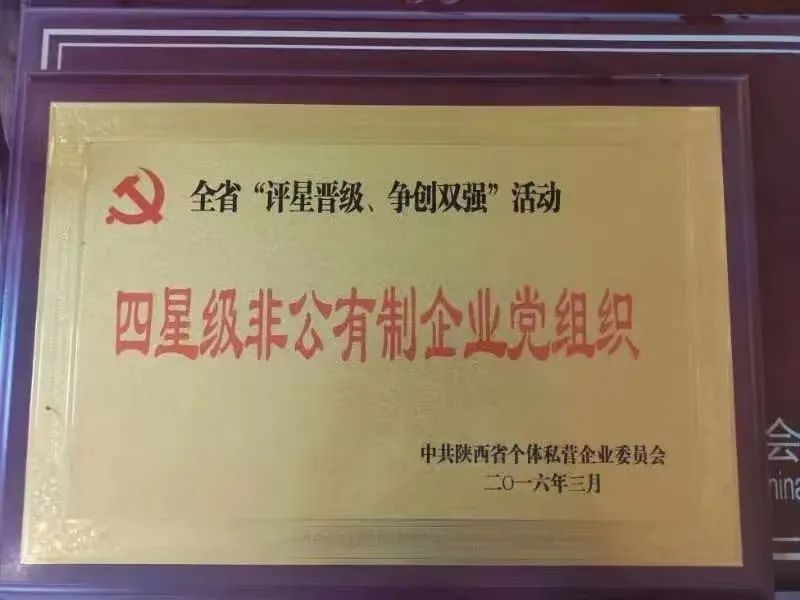 全省“评星晋级、争创双强”活动
四星级非公有制企业党组织
中共陕西省个体私营企业委员会
二〇一六年三月
会
hina